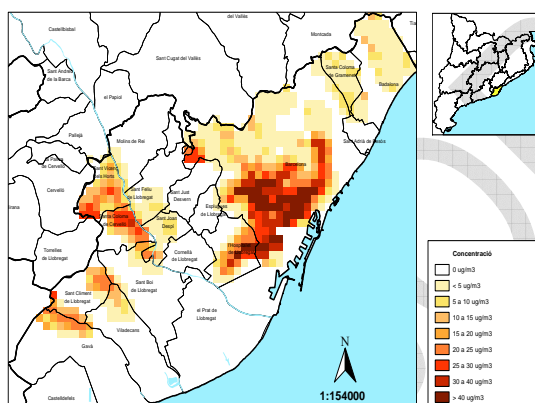 del Vallès
Tia
Castellbisbal
Montcada
Sant Cugat del Vallès
Sant Andreu
de la Barca
Santa Coloma
de Gramenet
Badalona
el Papiol
Pallejà
Molins de Rei
Sant Adrià de Besòs
Barcelona
Sant Vicenç
dels Horts
Cervelló
Sant Feliu
de Llobregat
Sant Just
Desvern
Esplugues
de Llobregat
Santa Coloma
de Cervelló
Sant Joan
Despí
l'Hospitalet
de Llobregat
Torrelles
de Llobregat
Cornellà
de Llobregat
Sant Climent
de Llobregat
Sant Boi
de Llobregat
el Prat de
Llobregat
Viladecans
Gavà
Castelldefels
N
1:154000
Concentració
0 ug/m3
< 5 ug/m3
5 a 10 ug/m3
10 a 15 ug/m3
15 a 20 ug/m3
20 a 25 ug/m3
25 a 30 ug/m3
30 a 40 ug/m3
> 40 ug/m3